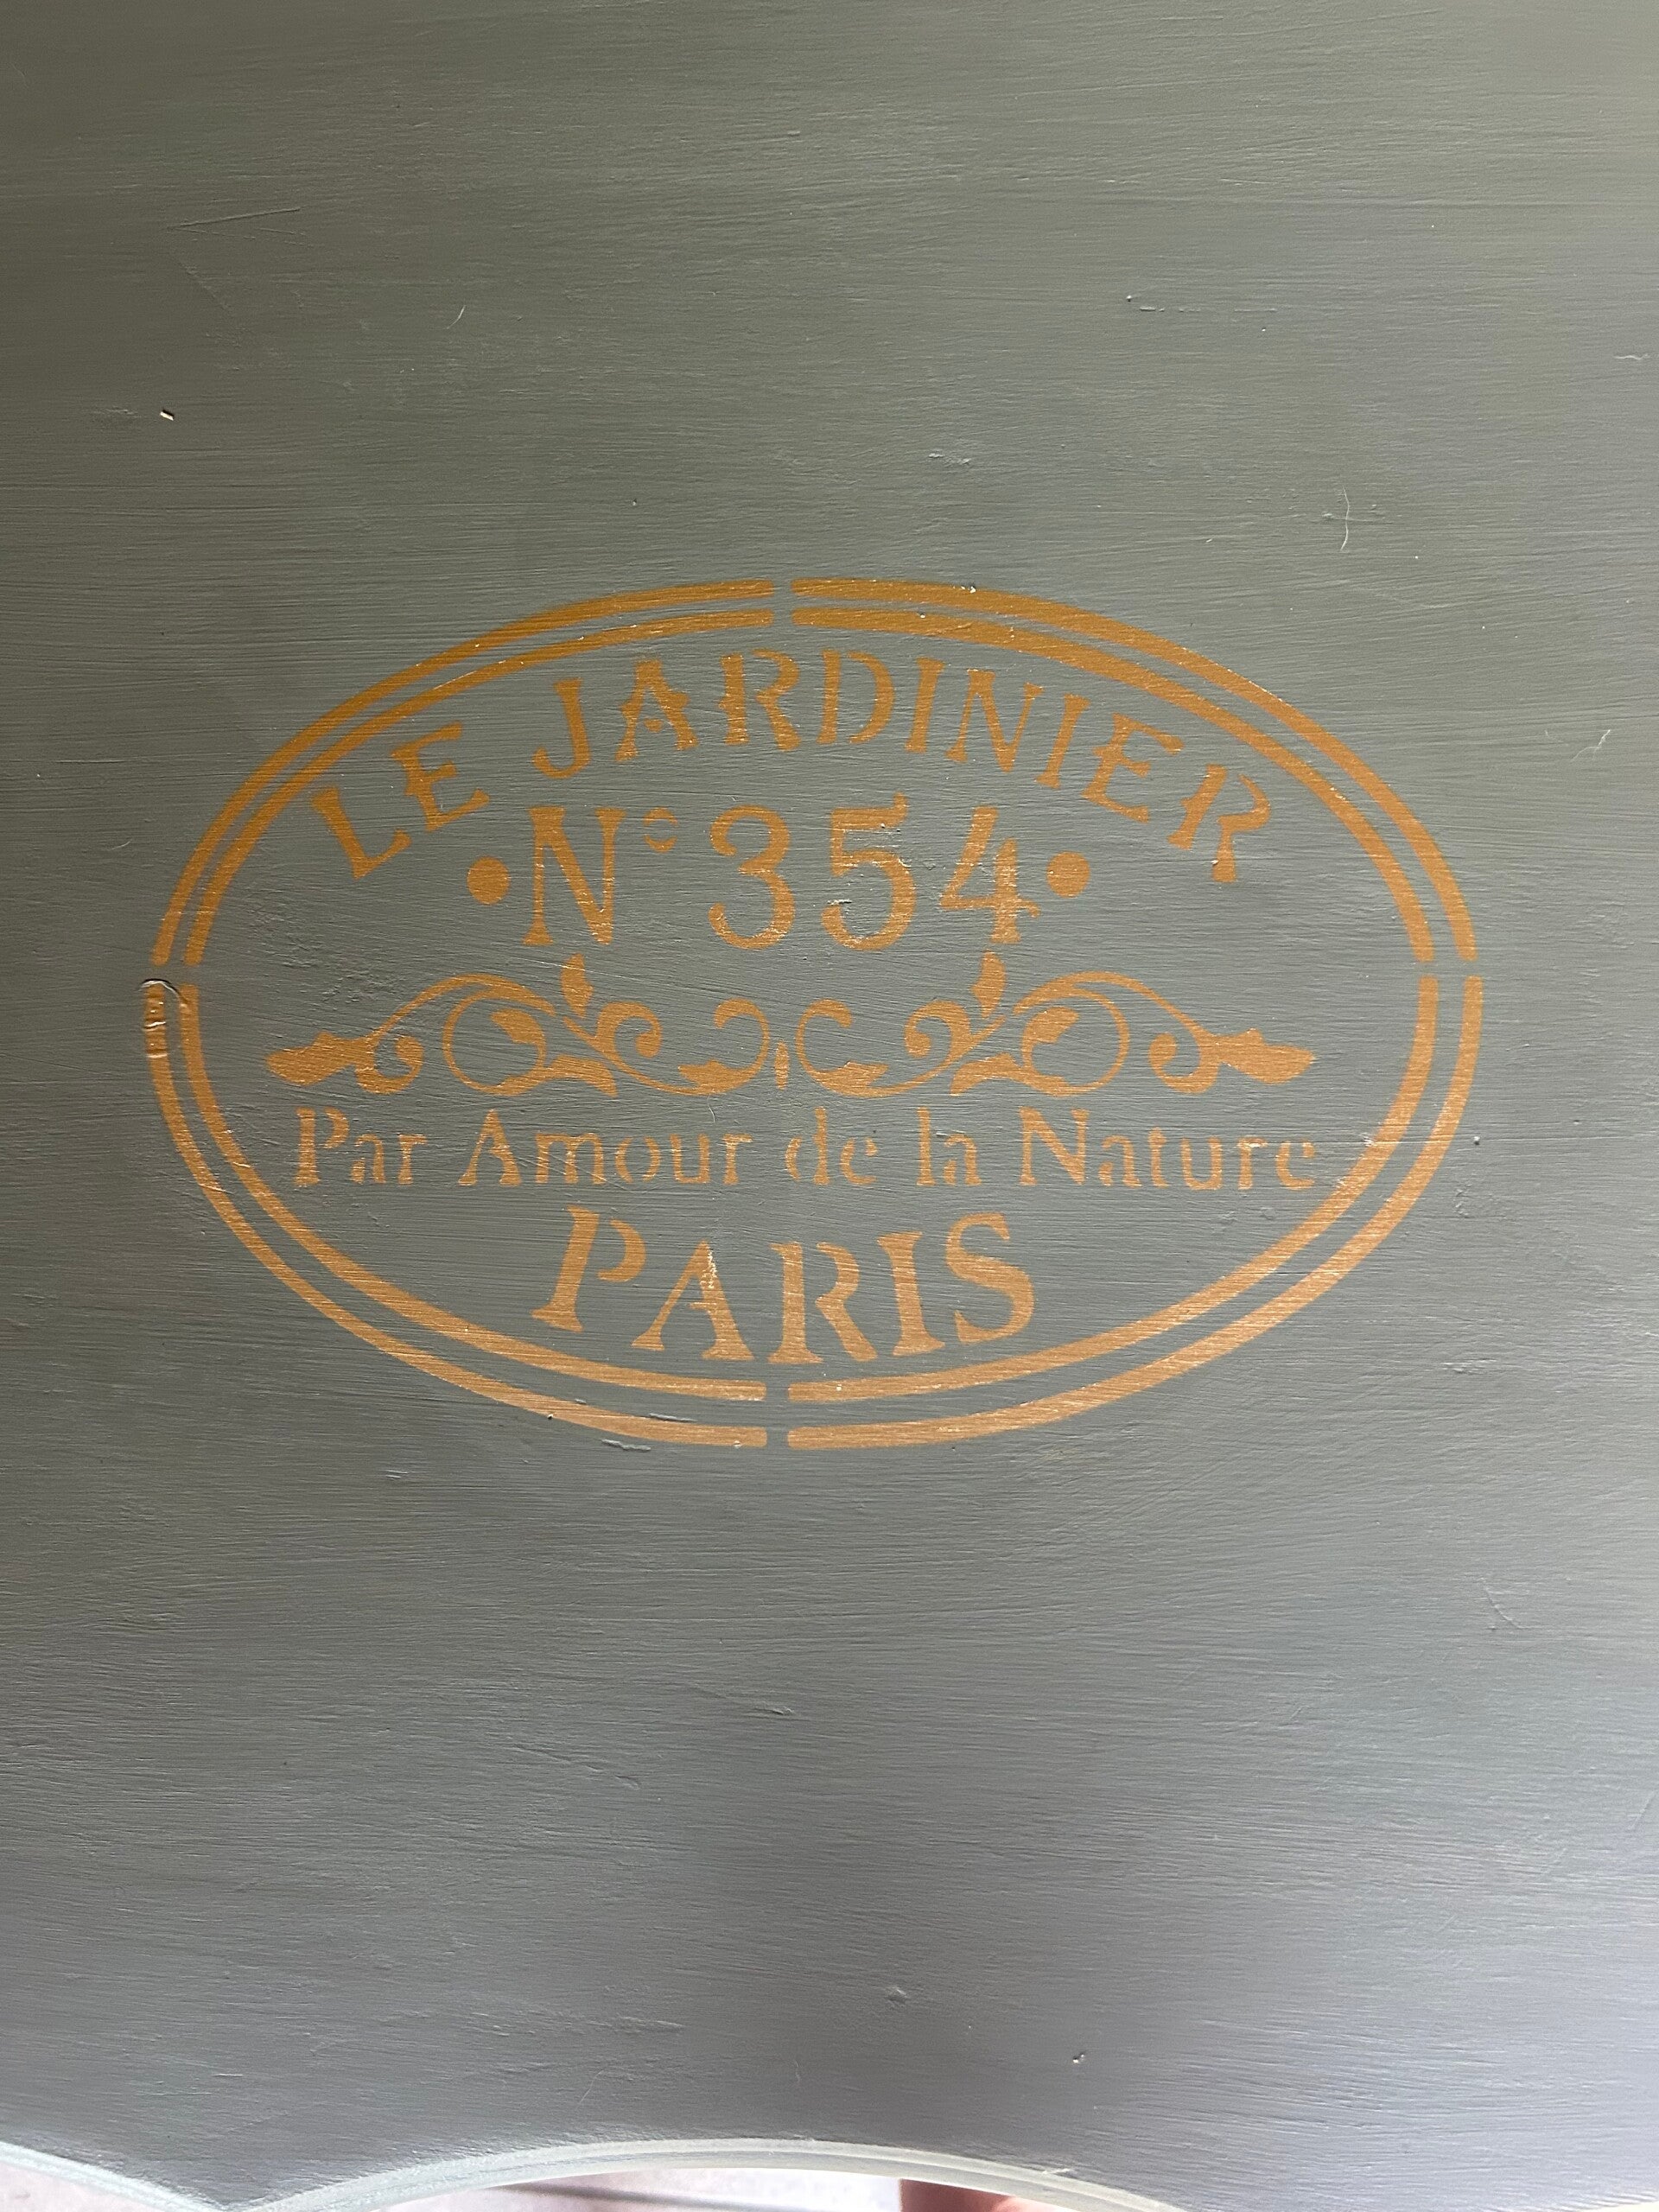 LE JARDINIER
•N° 354•
Par Amour de la Nature
PARIS